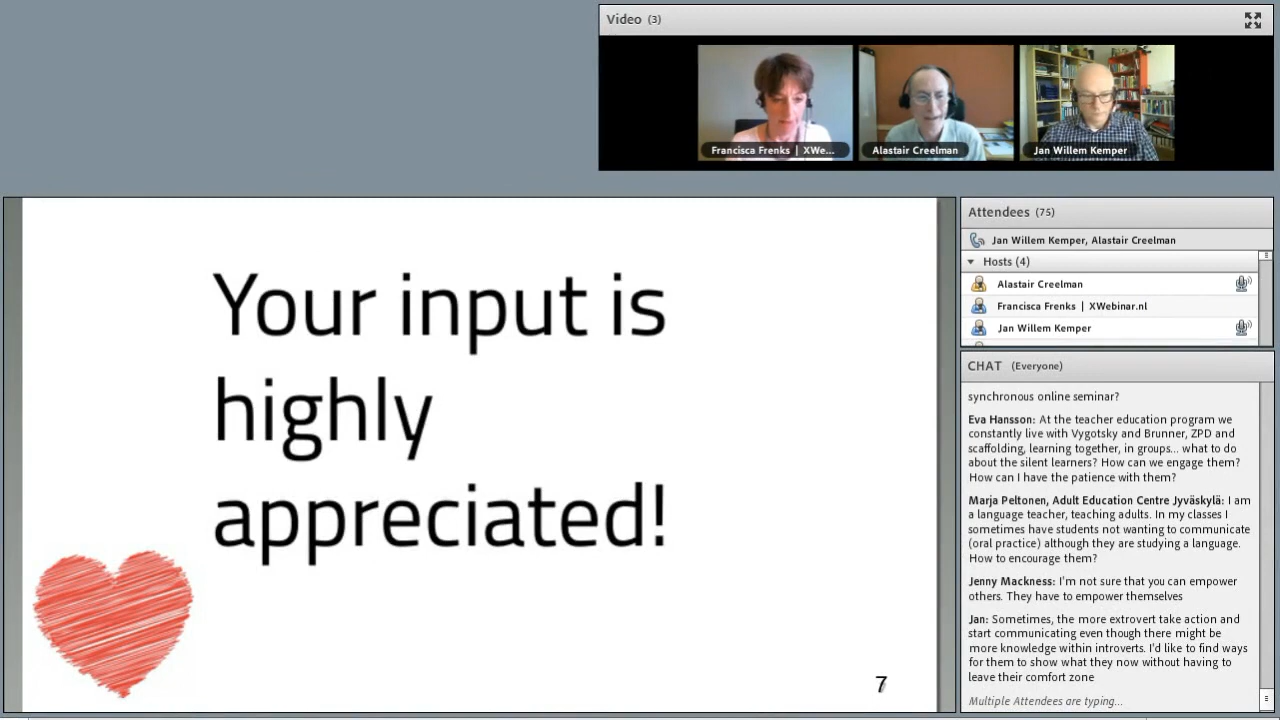 Video (3)
Francisca Frenks | XWe...
Alastair Creelman
Jan Willem Kemper
Your input is
highly
appreciated!
7
Attendees (75)
Jan Willem Kemper, Alastair Creelman
Hosts (4)
Alastair Creelman
Francisca Frenks | XWebinar.nl
Jan Willem Kemper
CHAT (Everyone)
synchronous online seminar?
Eva Hansson: At the teacher education program we
constantly live with Vygotsky and Brunner, ZPD and
scaffolding, learning together, in groups... what to do
about the silent learners? How can we engage them?
How can I have the patience with them?
Marja Peltonen, Adult Education Centre Jyväskylä: I am
a language teacher, teaching adults. In my classes I
sometimes have students not wanting to communicate
(oral practice) although they are studying a language.
How to encourage them?
Jenny Mackness: I'm not sure that you can empower
others. They have to empower themselves
Jan: Sometimes, the more extrovert take action and
start communicating even though there might be
more knowledge within introverts. I'd like to find ways
for them to show what they now without having to
leave their comfort zone
Multiple Attendees are typing...